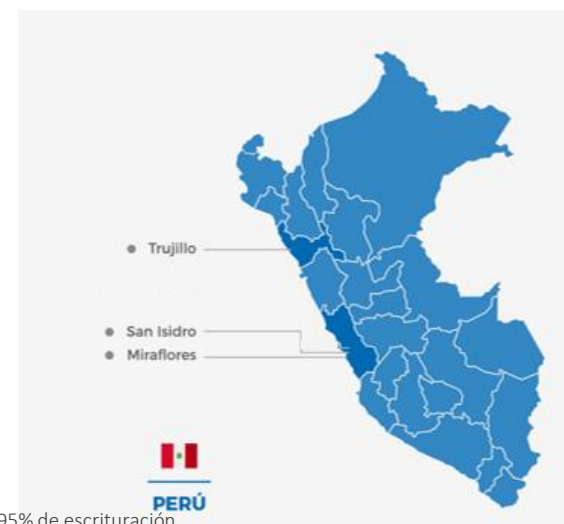 Trujillo
San Isidro
Miraflores
PERÚ
95% de escrituración